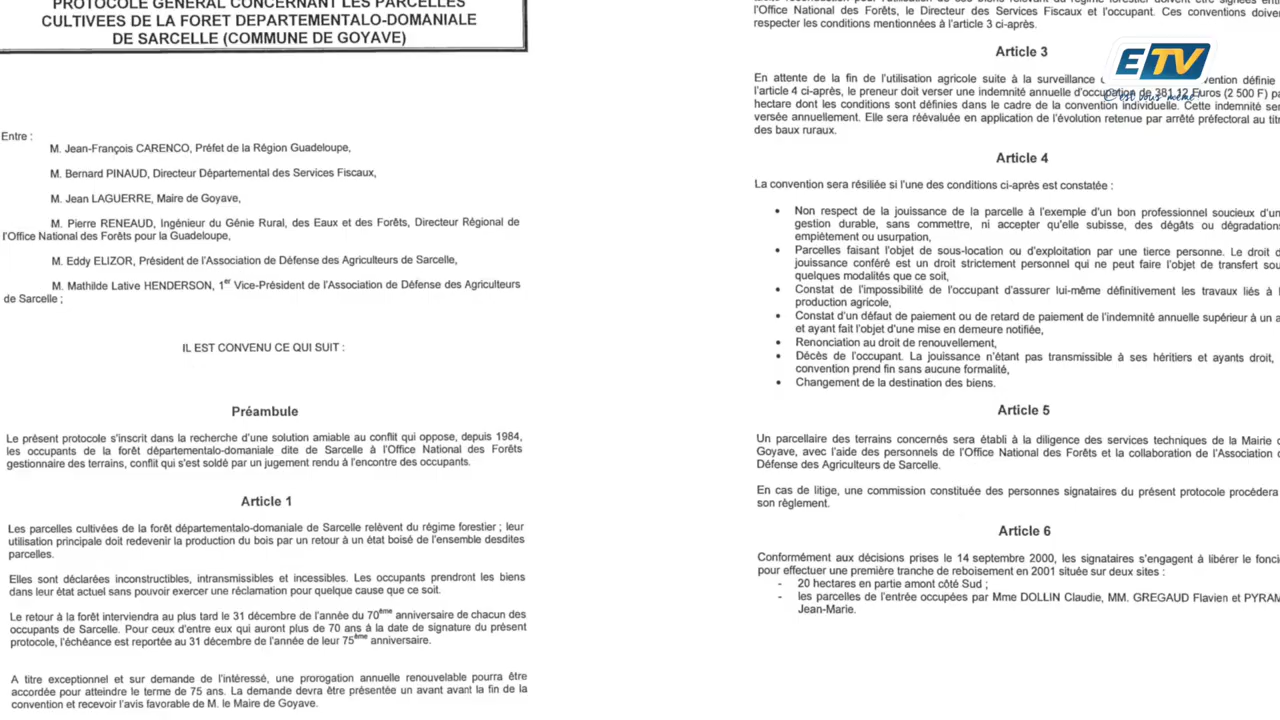 PROTOCOLE GENERAL CONCERNANT LES PARCELLES
CULTIVEES DE LA FORET DEPARTEMENTALO-DOMANIALE
DE SARCELLE (COMMUNE DE GOYAVE)
Entre :
M. Jean-François CARENCO, Préfet de la Région Guadeloupe,
M. Bernard PINAUD, Directeur Départemental des Services Fiscaux,
M. Jean LAGUERRE, Maire de Goyave,
M. Pierre RENEAUD, Ingénieur du Génie Rural, des Eaux et des Forêts, Directeur Régional de
l'Office National des Forêts pour la Guadeloupe,
M. Eddy ELIZOR, Président de l'Association de Défense des Agriculteurs de Sarcelle,
M. Mathilde Lative HENDERSON, 1er Vice-Président de l'Association de Défense des Agriculteurs
de Sarcelle ;
IL EST CONVENU CE QUI SUIT :
Préambule
Le présent protocole s'inscrit dans la recherche d'une solution amiable au conflit qui oppose, depuis 1984,
les occupants de la forêt départementalo-domaniale dite de Sarcelle à l'Office National des Forêts
gestionnaire des terrains, conflit qui s'est soldé par un jugement rendu à l'encontre des occupants.
Article 1
Les parcelles cultivées de la forêt départementalo-domaniale de Sarcelle relèvent du régime forestier ; leur
utilisation principale doit redevenir la production du bois par un retour à un état boisé de l'ensemble desdites
parcelles.
Elles sont déclarées inconstructibles, intransmissibles et incessibles. Les occupants prendront les biens
dans leur état actuel sans pouvoir exercer une réclamation pour quelque cause que ce soit.
Le retour à la forêt interviendra au plus tard le 31 décembre de l'année du 70ème anniversaire de chacun des
occupants de Sarcelle. Pour ceux d'entre eux qui auront plus de 70 ans à la date de signature du présent
protocole, l'échéance est reportée au 31 décembre de l'année de leur 75ème anniversaire.
A titre exceptionnel et sur demande de l'intéressé, une prorogation annuelle renouvelable pourra être
accordée pour atteindre le terme de 75 ans. La demande devra être présentée un avant avant la fin de la
convention et recevoir l'avis favorable de M. le Maire de Goyave.
l'Office National des Forêts, le Directeur des Services Fiscaux et l'occupant. Ces conventions doive
respecter les conditions mentionnées à l'article 3 ci-après.
Article 3
En attente de la fin de l'utilisation agricole suite à la surveillance vention définie
l'article 4 ci-après, le preneur doit verser une indemnité annuelle d'occupation de 381,12 Euros (2 500 F) pa
hectare dont les conditions sont définies dans le cadre de la convention individuelle. Cette indemnité ser
versée annuellement. Elle sera réévaluée en application de l'évolution retenue par arrêté préfectoral au titr
des baux ruraux.
Article 4
La convention sera résiliée si l'une des conditions ci-après est constatée :
• Non respect de la jouissance de la parcelle à l'exemple d'un bon professionnel soucieux d'un
gestion durable, sans commettre, ni accepter qu'elle subisse, des dégâts ou dégradations
empiètement ou usurpation,
• Parcelles faisant l'objet de sous-location ou d'exploitation par une tierce personne. Le droit d
jouissance conféré est un droit strictement personnel qui ne peut faire l'objet de transfert sou
quelques modalités que ce soit,
• Constat de l'impossibilité de l'occupant d'assurer lui-même définitivement les travaux liés à l
production agricole,
• Constat d'un défaut de paiement ou de retard de paiement de l'indemnité annuelle supérieur à un a
et ayant fait l'objet d'une mise en demeure notifiée,
• Renonciation au droit de renouvellement,
• Décès de l'occupant. La jouissance n'étant pas transmissible à ses héritiers et ayants droit,
convention prend fin sans aucune formalité,
• Changement de la destination des biens.
Article 5
Un parcellaire des terrains concernés sera établi à la diligence des services techniques de la Mairie d
Goyave, avec l'aide des personnels de l'Office National des Forêts et la collaboration de l'Association d
Défense des Agriculteurs de Sarcelle.
En cas de litige, une commission constituée des personnes signataires du présent protocole procédera
son règlement.
Article 6
Conformément aux décisions prises le 14 septembre 2000, les signataires s'engagent à libérer le fonci
pour effectuer une première tranche de reboisement en 2001 située sur deux sites :
- 20 hectares en partie amont côté Sud ;
- les parcelles de l'entrée occupées par Mme DOLLIN Claudie, MM. GREGAUD Flavien et PYRAM
Jean-Marie.
ETV
C'est vous même